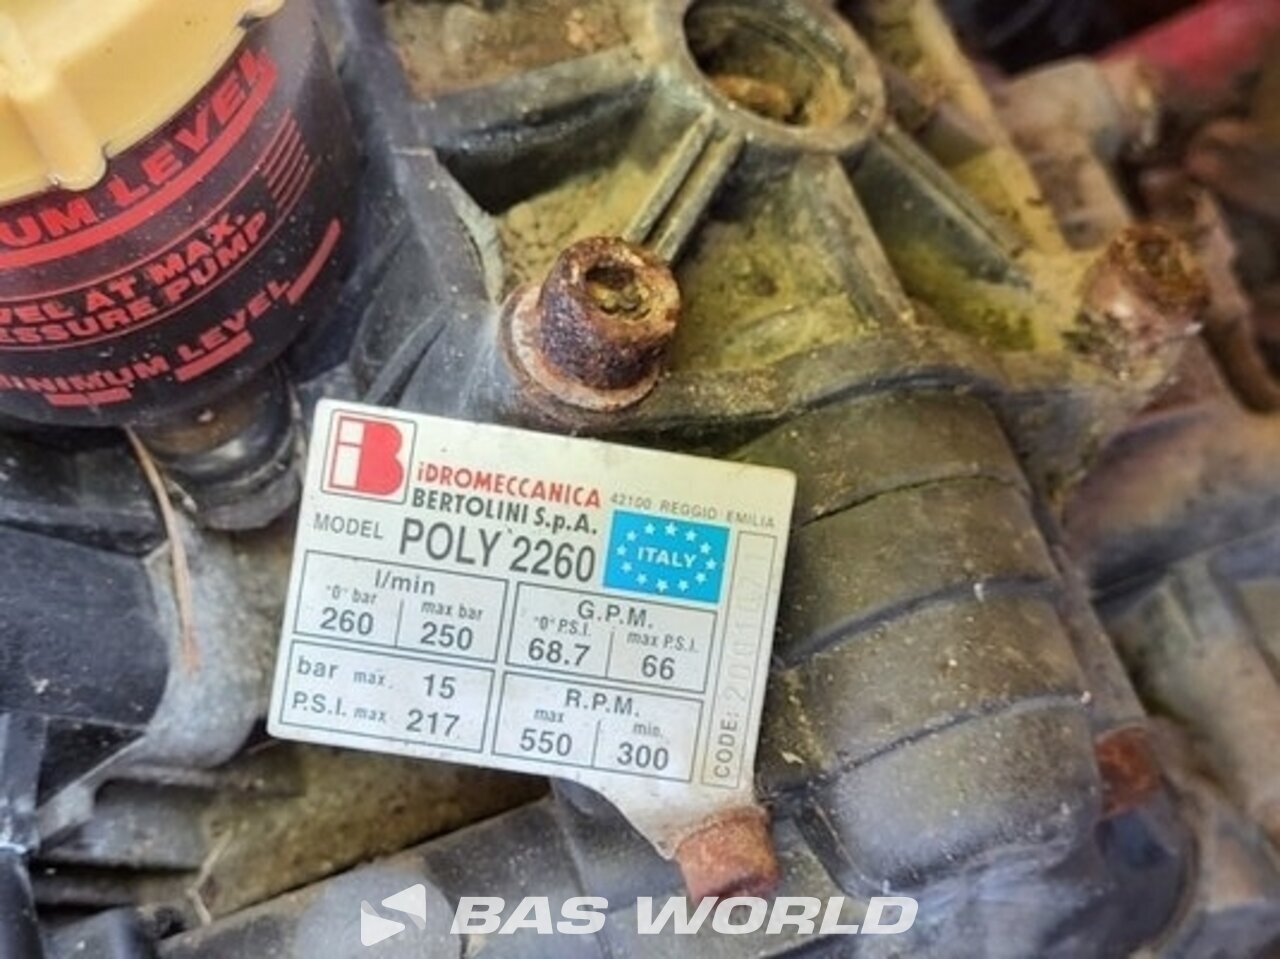 UM LEVEL
VEL AT MAX.
ESSURE PUMP
MINIMUM LEVEL
iB
iDROMECCANICA
BERTOLINI S.p.A.
42100 REGGIO EMILIA
MODEL POLY 2260
ITALY
l/min
"0" bar
max bar
260
250
G.P.M.
"0" P.S.I.
max P.S.I.
68.7
66
bar max. 15
P.S.I. max 217
R.P.M.
max
min.
550
300
CODE:
BAS WORLD